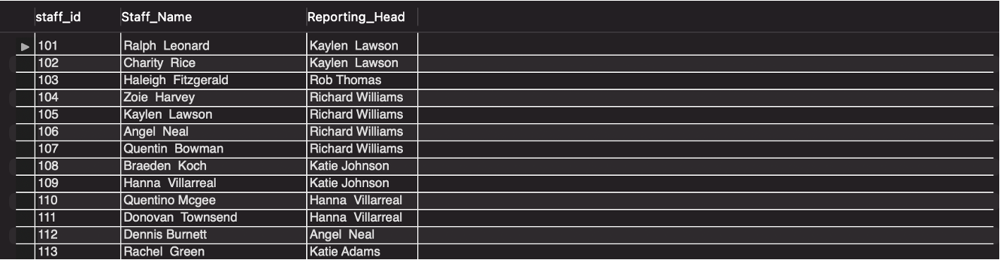 staff_id Staff_Name Reporting_Head
101 Ralph  Leonard Kaylen  Lawson
102 Charity  Rice Kaylen  Lawson
103 Haleigh  Fitzgerald Rob Thomas
104 Zoie  Harvey Richard Williams
105 Kaylen  Lawson Richard Williams
106 Angel  Neal Richard Williams
107 Quentin  Bowman Richard Williams
108 Braeden  Koch Katie Johnson
109 Hanna  Villarreal Katie Johnson
110 Quentino Mcgee Hanna  Villarreal
111 Donovan  Townsend Hanna  Villarreal
112 Dennis Burnett Angel  Neal
113 Rachel  Green Katie Adams